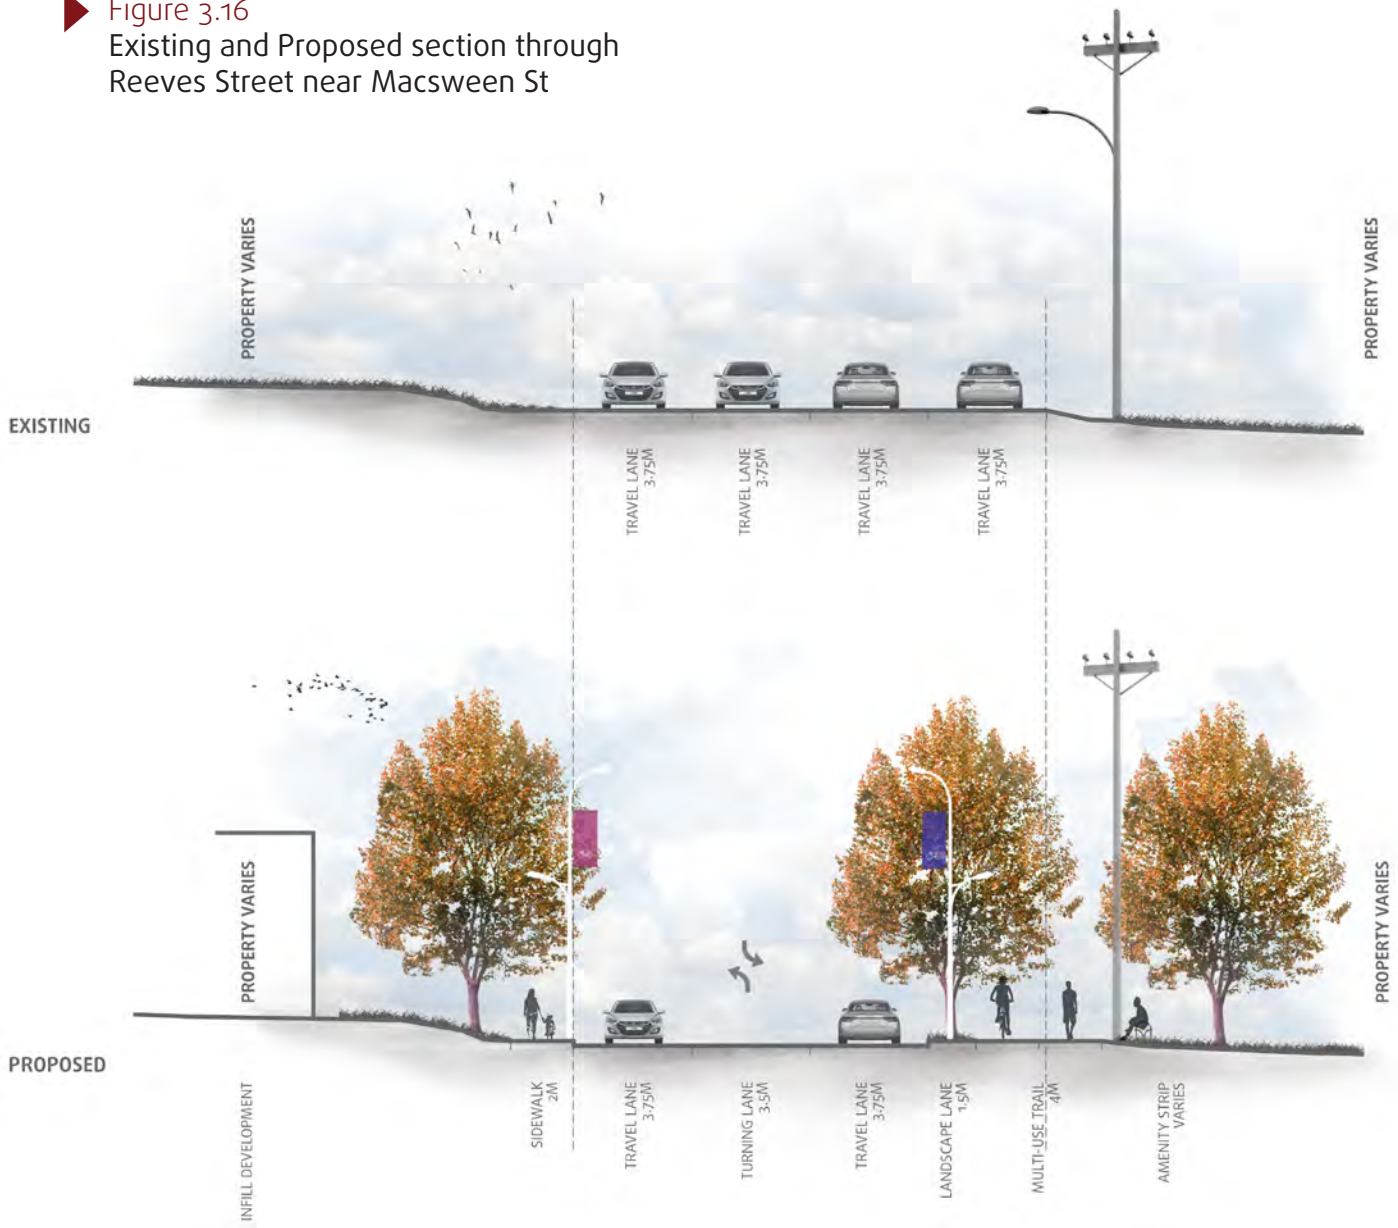 Figure 3.16
Existing and Proposed section through
Reeves Street near Macsween St
PROPERTY VARIES
PROPERTY VARIES
EXISTING
TRAVEL LANE
3.75M
TRAVEL LANE
3.75M
TRAVEL LANE
3.75M
TRAVEL LANE
3.75M
PROPERTY VARIES
PROPERTY VARIES
PROPOSED
INFILL DEVELOPMENT
SIDEWALK
2M
TRAVEL LANE
3.75M
TURNING LANE
3.5M
TRAVEL LANE
3.75M
LANDSCAPE LANE
1.5M
MULTI-USE TRAIL
4M
AMENITY STRIP
VARIES